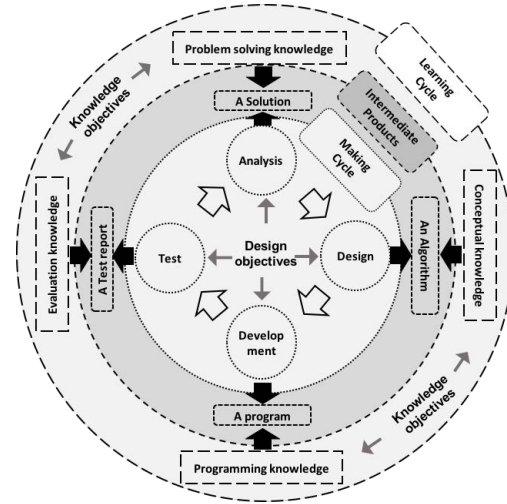 Problem solving knowledge
Knowledge
objectives
Learning
Cycle
Intermediate
Products
Making
Cycle
A Solution
Analysis
Evaluation knowledge
A Test report
Test
Design
objectives
Design
An Algorithm
Conceptual knowledge
Develop
ment
A program
Knowledge
objectives
Programming knowledge